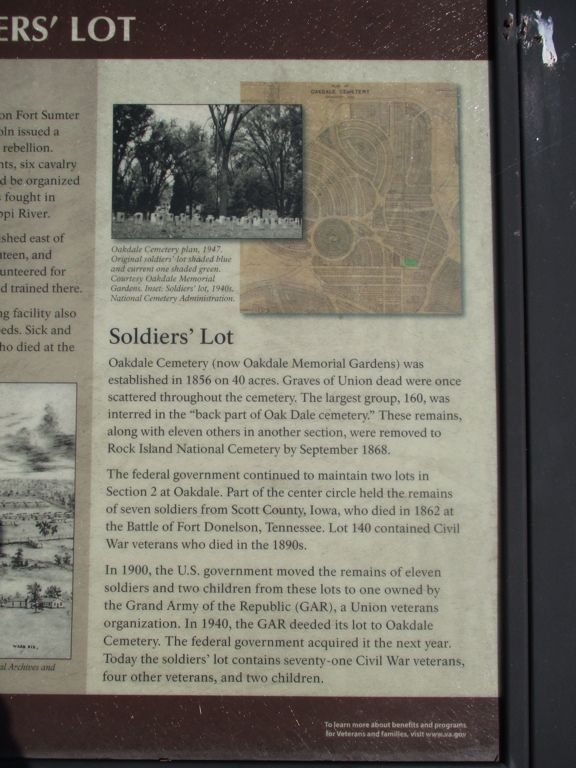 ERS' LOT
on Fort Sumter
oln issued a
rebellion.
nts, six cavalry
d be organized
fought in
ppi River.
shed east of
uteen, and
unteered for
d trained there.
ng facility also
eds. Sick and
ho died at the
al Archives and
OAKDALE CEMETERY
Oakdale Cemetery plan, 1947.
Original soldiers' lot shaded blue
and current one shaded green.
Courtesy Oakdale Memorial
Gardens. Inset: Soldiers' lot, 1940s.
National Cemetery Administration.
Soldiers' Lot
Oakdale Cemetery (now Oakdale Memorial Gardens) was
established in 1856 on 40 acres. Graves of Union dead were once
scattered throughout the cemetery. The largest group, 160, was
interred in the “back part of Oak Dale cemetery.” These remains,
along with eleven others in another section, were removed to
Rock Island National Cemetery by September 1868.
The federal government continued to maintain two lots in
Section 2 at Oakdale. Part of the center circle held the remains
of seven soldiers from Scott County, Iowa, who died in 1862 at
the Battle of Fort Donelson, Tennessee. Lot 140 contained Civil
War veterans who died in the 1890s.
In 1900, the U.S. government moved the remains of eleven
soldiers and two children from these lots to one owned by
the Grand Army of the Republic (GAR), a Union veterans
organization. In 1940, the GAR deeded its lot to Oakdale
Cemetery. The federal government acquired it the next year.
Today the soldiers' lot contains seventy-one Civil War veterans,
four other veterans, and two children.
To learn more about benefits and programs
for Veterans and families, visit www.va.gov